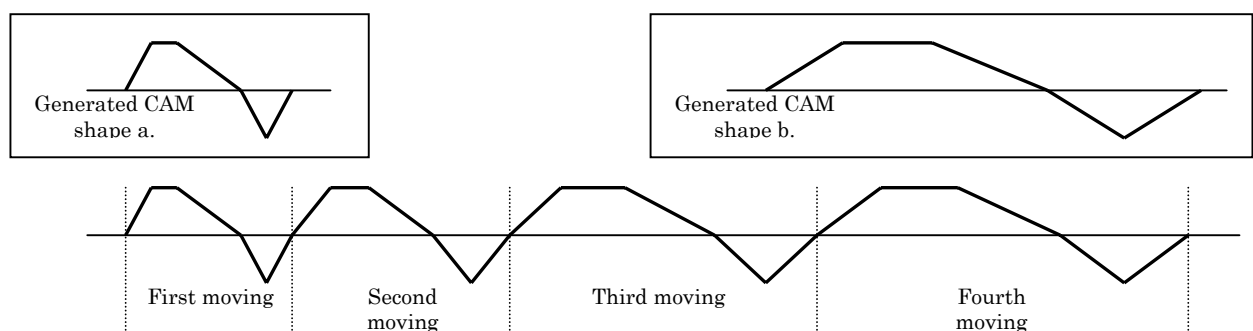 Generated CAM
shape a.
Generated CAM
shape b.
First moving
Second
moving
Third moving
Fourth
moving